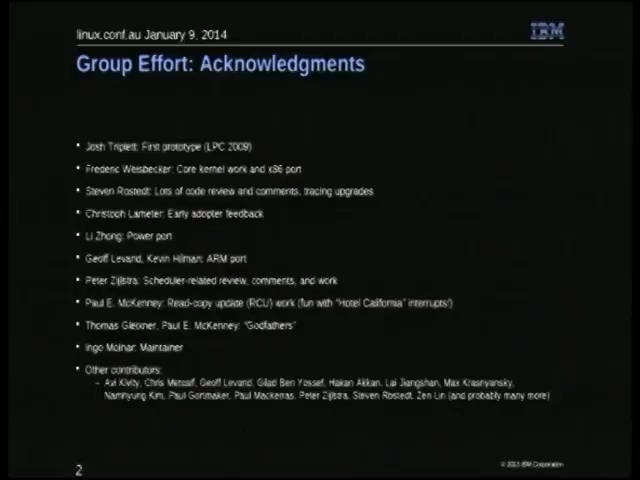 linux.conf.au January 9, 2014
IBM
Group Effort: Acknowledgments
• Josh Triplett: First prototype (LPC 2009)
• Frederic Weisbecker: Core kernel work and x86 port
• Steven Rostedt: Lots of code review and comments, tracing upgrades
• Christoph Lameter: Early adopter feedback
• Li Zhong: Power port
• Geoff Levand, Kevin Hilman: ARM port
• Peter Zijlstra: Scheduler-related review, comments, and work
• Paul E. McKenney: Read-copy update (RCU) work (fun with "Hotel California" interrupts!)
• Thomas Gleixner, Paul E. McKenney: "Godfathers"
• Ingo Molnar: Maintainer
• Other contributors:
– Avi Kivity, Chris Metcalf, Geoff Levand, Gilad Ben Yossef, Hakan Akkan, Lai Jiangshan, Max Krasnyansky,
Namhyung Kim, Paul Gortmaker, Paul Mackerras, Peter Zijlstra, Steven Rostedt, Zen Lin (and probably many more)
2
© 2013 IBM Corporation